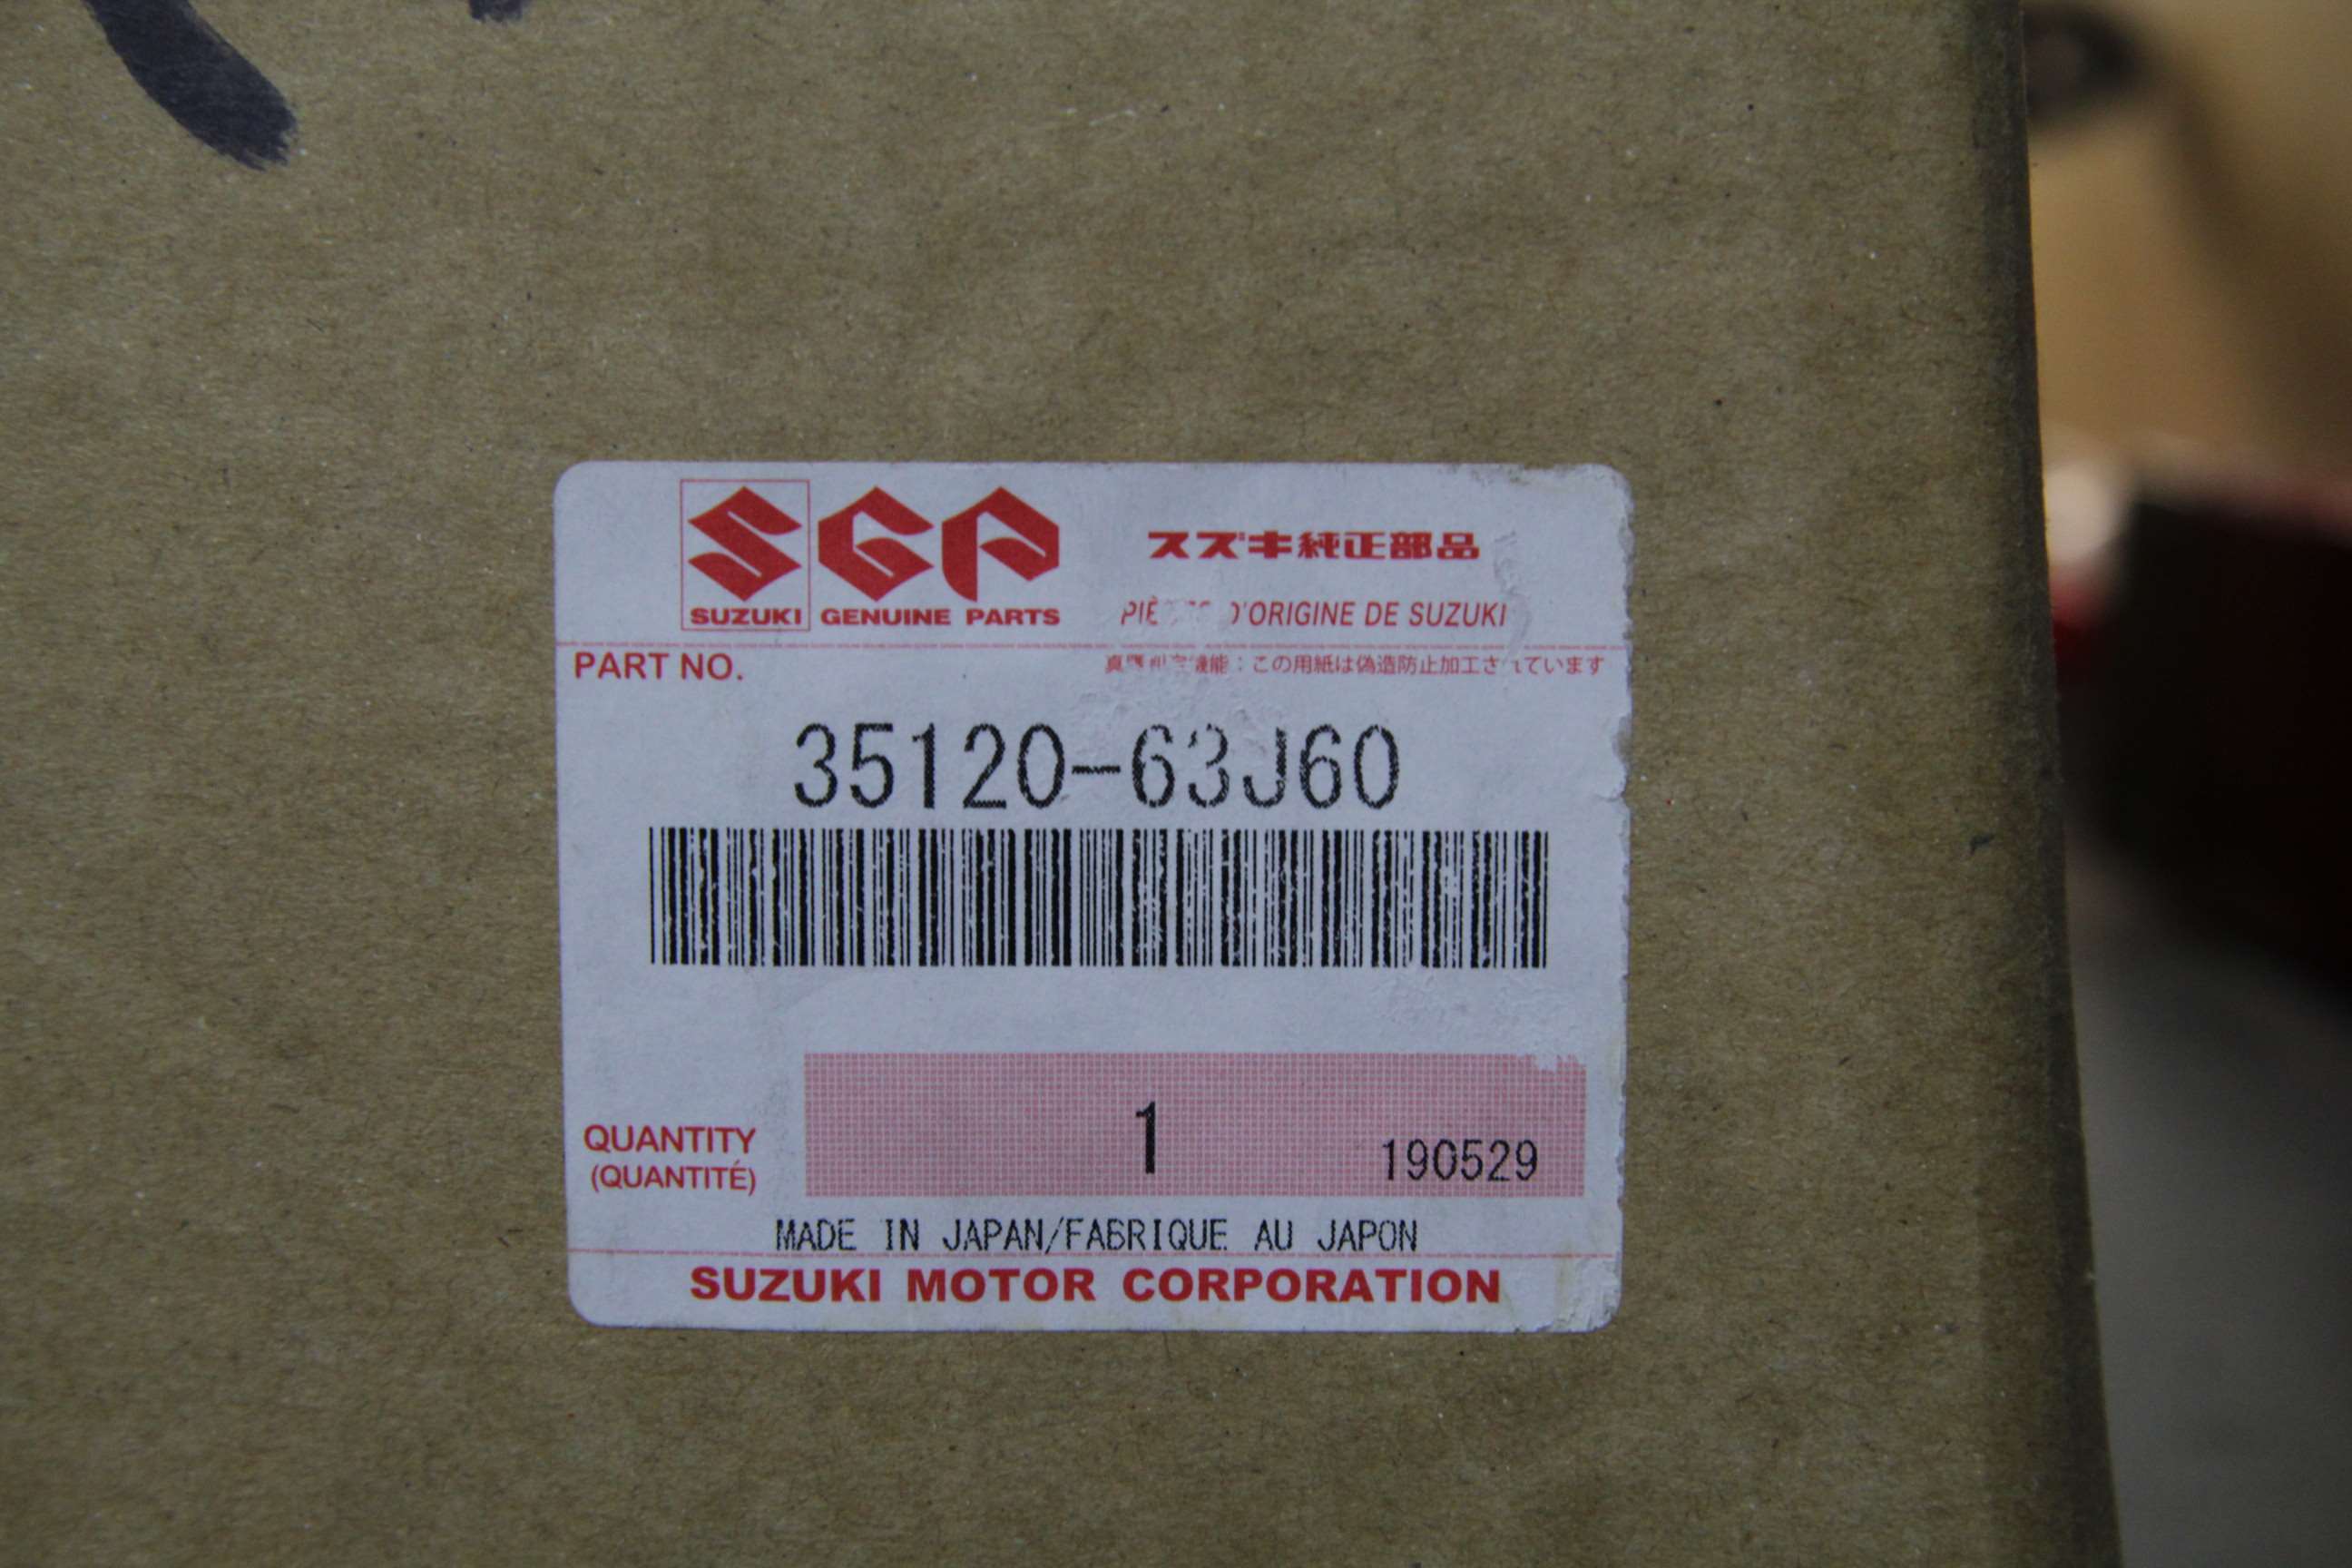 SUZUKI GENUINE PARTS
スズキ純正部品
D'ORIGINE DE SUZUKI
PART NO.
機能：この用紙は偽造防止加工されています
35120-63J60
1
QUANTITY
(QUANTITÉ)
190529
MADE IN JAPAN/FABRIQUE AU JAPON
SUZUKI MOTOR CORPORATION